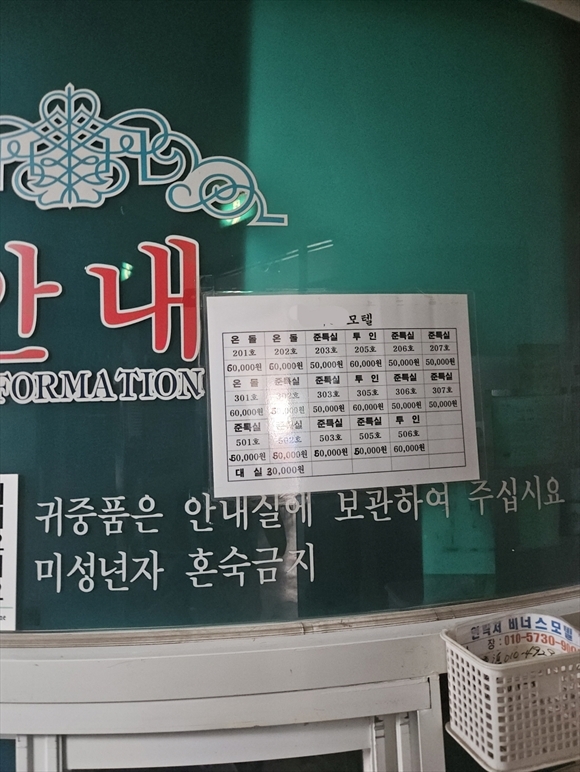 안내
INFORMATION
모텔
온 돌 온 돌 준특실 투 인 준특실 준특실
201호 202호 203호 205호 206호 207호
50,000원 50,000원 50,000원 60,000원 50,000원 50,000원
온 돌 준특실 준특실 투 인 준특실 준특실
301호 302호 303호 305호 306호 307호
60,000원 50,000원 50,000원 60,000원 50,000원 50,000원
준특실 준특실 준특실 준특실 투 인
501호 502호 503호 505호 506호
50,000원 50,000원 50,000원 50,000원 60,000원
대 실 30,000원
귀중품은 안내실에 보관하여 주십시요
미성년자 혼숙금지
연락처 비너스모텔
장: 010-5730-